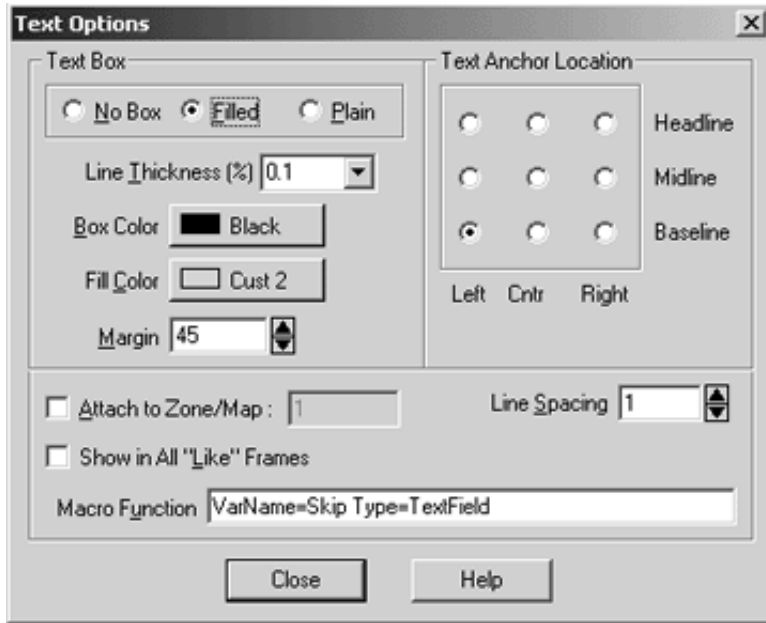 Text Options
Text Box
No Box Filled Plain
Line Thickness (%) 0.1
Box Color Black
Fill Color Cust 2
Margin 45
Text Anchor Location
Headline
Midline
Baseline
Left Cntr Right
Attach to Zone/Map : 1
Line Spacing 1
Show in All "Like" Frames
Macro Function VarName=Skip Type=TextField
Close Help